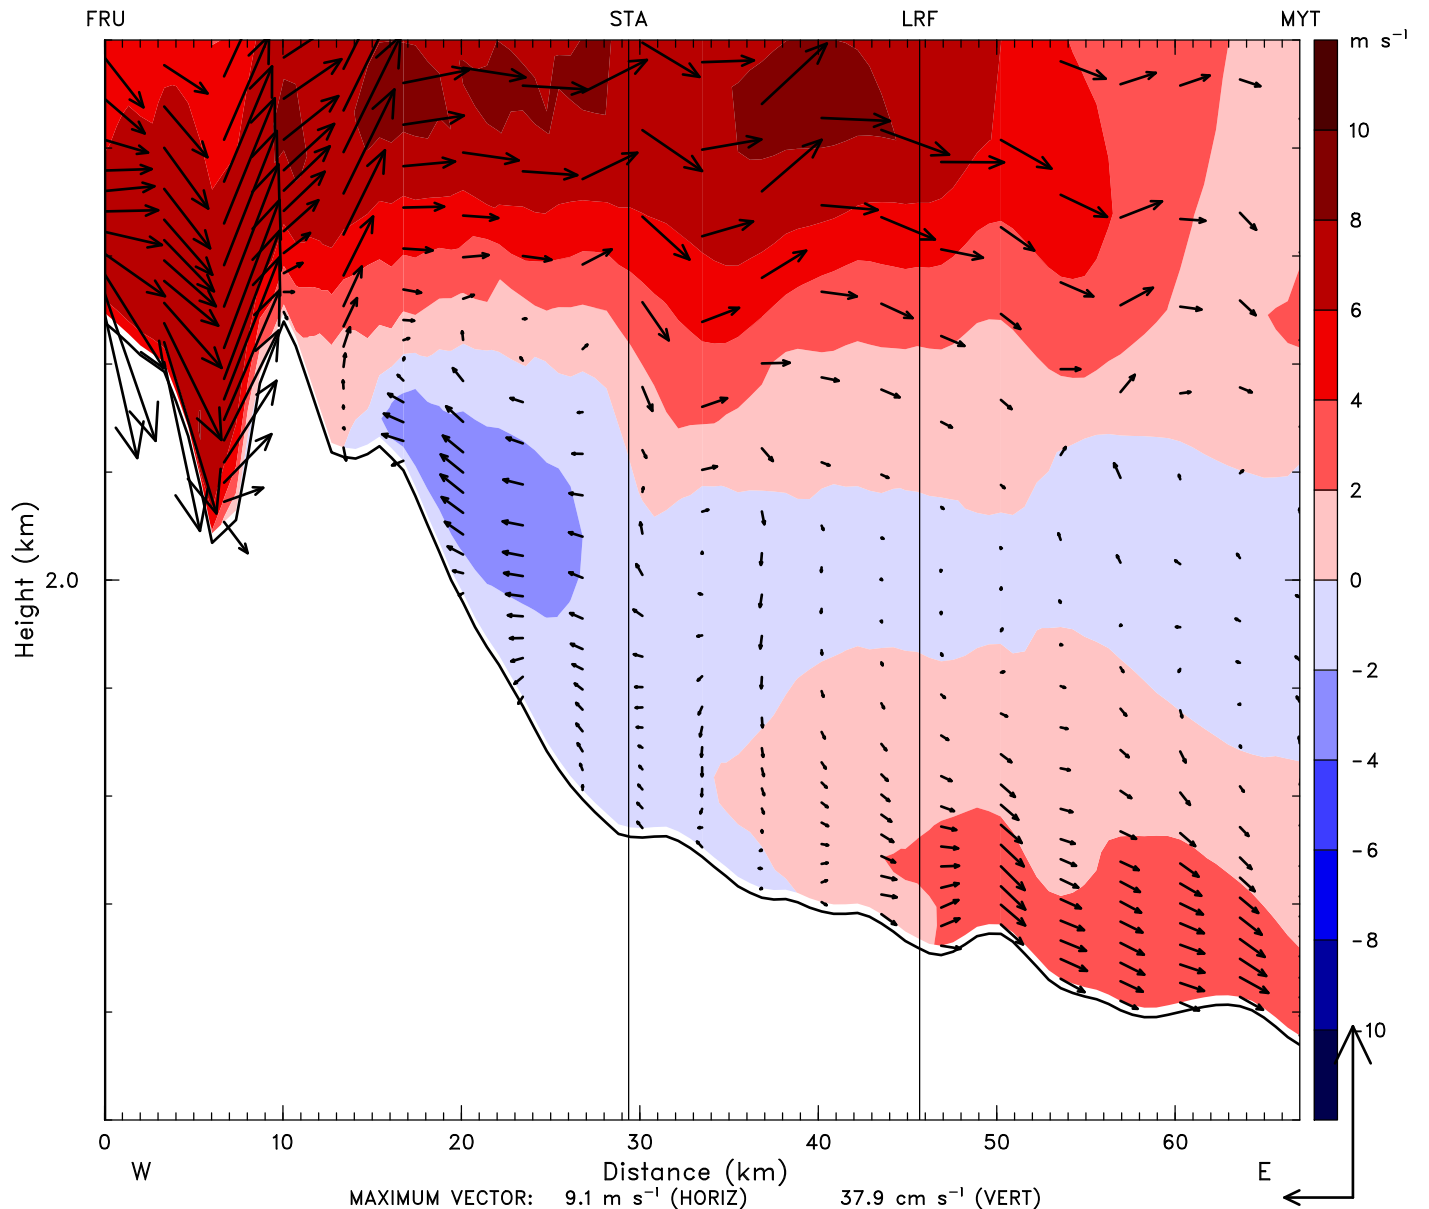 FRU STA LRF MYT
m s⁻¹
10
8
6
4
2
0
-2
-4
-6
-8
-10
Height (km)
2.0
0 10 20 30 40 50 60
W Distance (km) E
MAXIMUM VECTOR: 9.1 m s⁻¹ (HORIZ) 37.9 cm s⁻¹ (VERT)